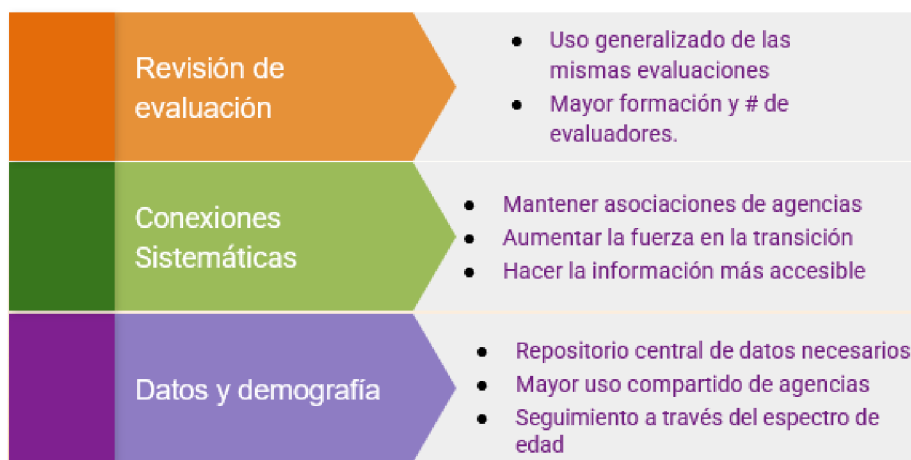 Revisión de
evaluación
● Uso generalizado de las
mismas evaluaciones
● Mayor formación y # de
evaluadores.
Conexiones
Sistemáticas
● Mantener asociaciones de agencias
● Aumentar la fuerza en la transición
● Hacer la información más accesible
Datos y demografía
● Repositorio central de datos necesarios
● Mayor uso compartido de agencias
● Seguimiento a través del espectro de
edad